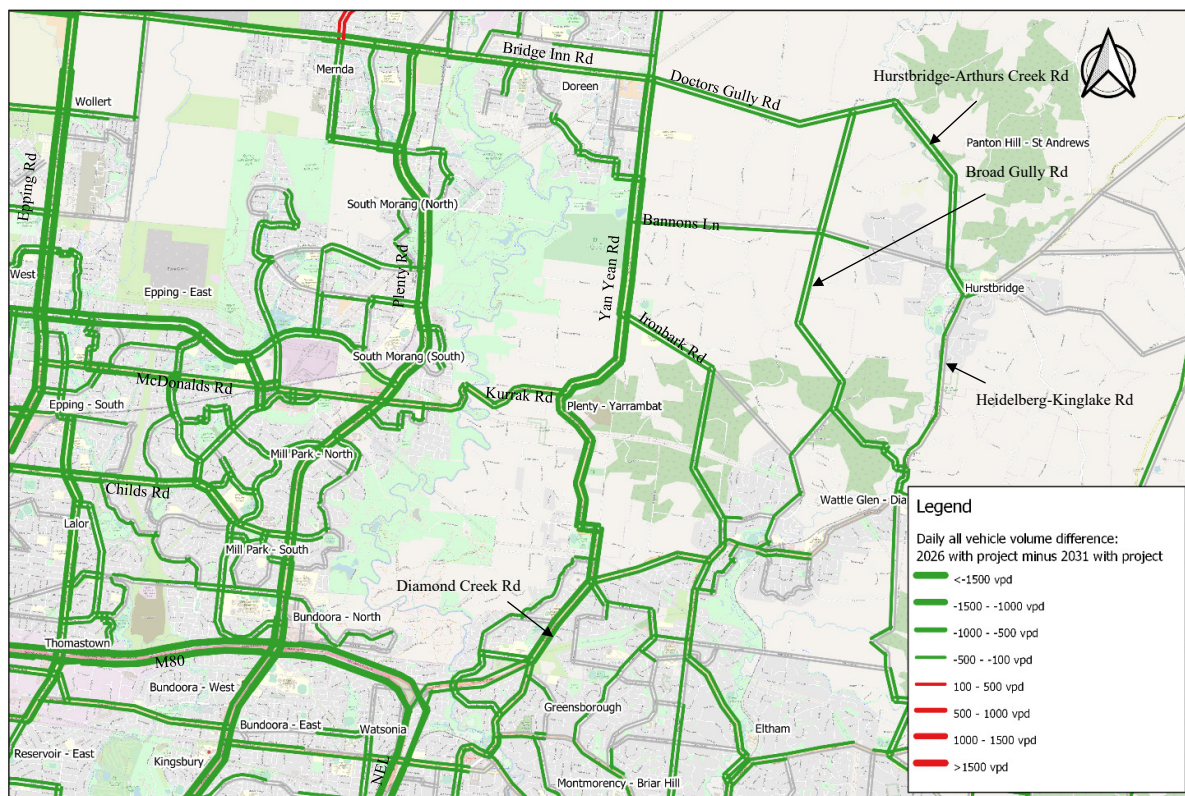 Bridge Inn Rd
Mernda
Doreen
Doctors Gully Rd
Hurstbridge-Arthurs Creek Rd
Wollert
Panton Hill - St Andrews
Broad Gully Rd
Epping Rd
South Morang (North)
Bannons Ln
Plenty Rd
Yan Yean Rd
West
Epping - East
Hurstbridge
Ironbark Rd
South Morang (South)
McDonalds Rd
Kurrak Rd
Heidelberg-Kinglake Rd
Epping - South
Plenty - Yarrambat
Mill Park - North
Childs Rd
Wattle Glen - Dia
Lalor
Mill Park - South
Diamond Creek Rd
Bundoora - North
Thomastown
M80
Bundoora - West
Greensborough
Bundoora - East
Watsonia
Eltham
Reservoir - East
Kingsbury
NEL
Montmorency - Briar Hill
Legend
Daily all vehicle volume difference:
2026 with project minus 2031 with project
<-1500 vpd
-1500 - -1000 vpd
-1000 - -500 vpd
-500 - -100 vpd
100 - 500 vpd
500 - 1000 vpd
1000 - 1500 vpd
>1500 vpd